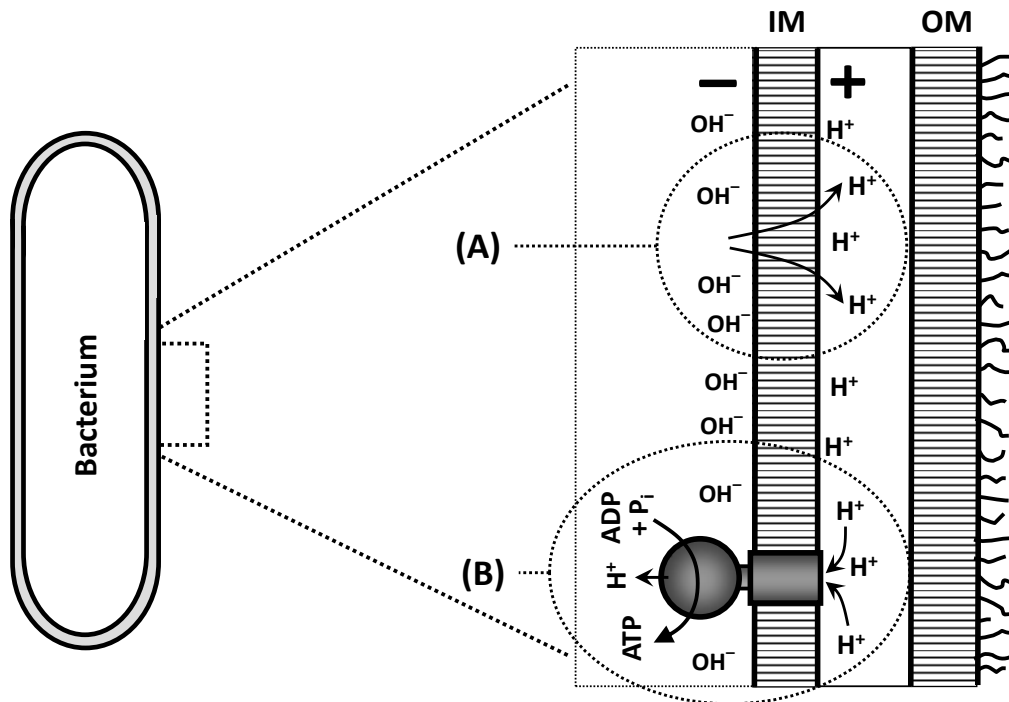 IM
OM
−
+
OH⁻
H⁺
OH⁻
H⁺
(A)
H⁺
OH⁻
H⁺
OH⁻
OH⁻
H⁺
OH⁻
H⁺
Bacterium
OH⁻
H⁺
ADP
+ Pᵢ
(B)
H⁺
H⁺
ATP
H⁺
OH⁻